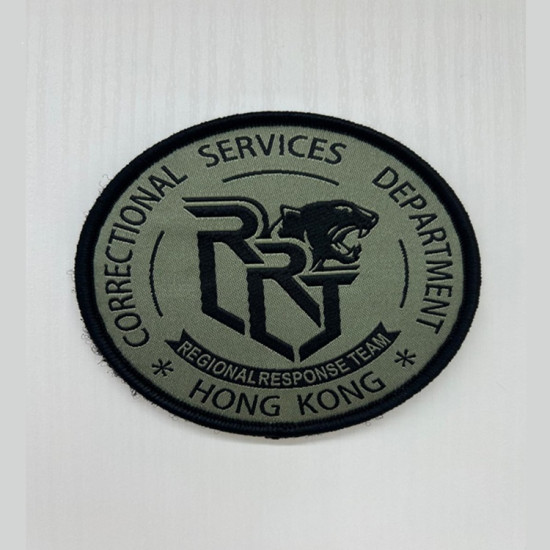 CORRECTIONAL SERVICES DEPARTMENT
RRT
REGIONAL RESPONSE TEAM
* HONG KONG *